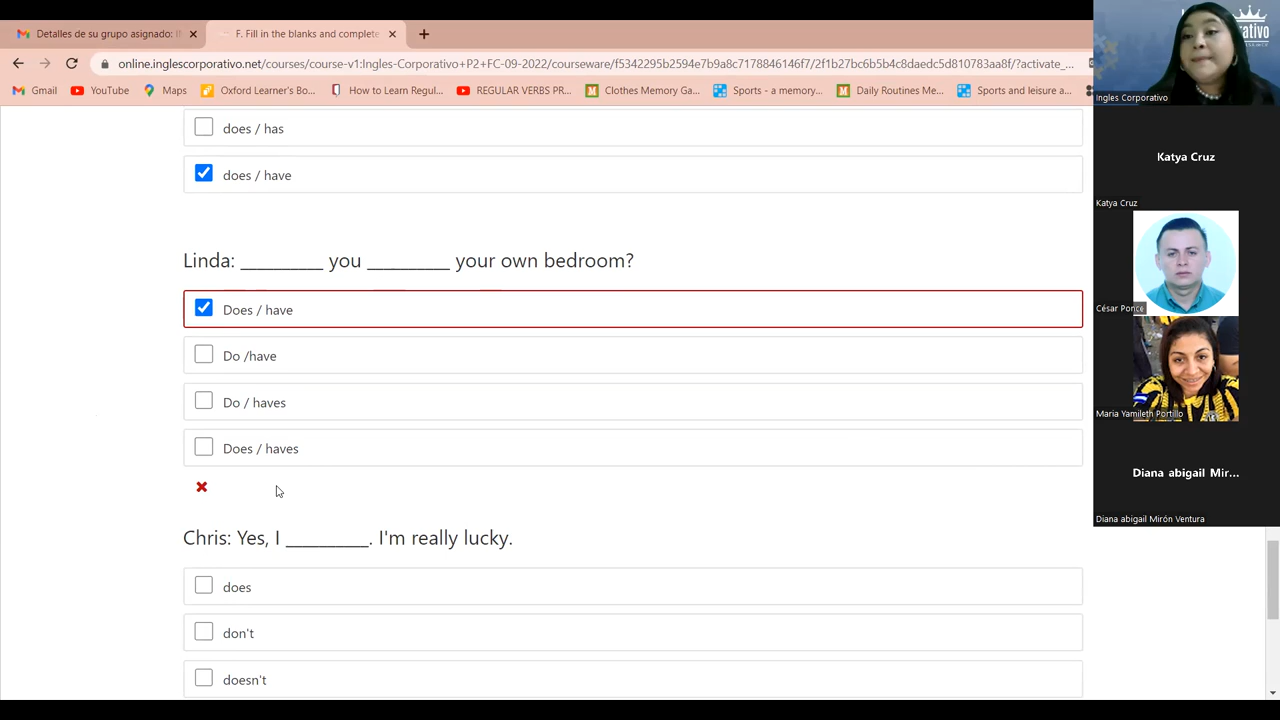 Detalles de su grupo asignado: I
F. Fill in the blanks and complete
online.inglescorporativo.net/courses/course-v1:Ingles-Corporativo+P2+FC-09-2022/courseware/f5342295b2594e7b9a8c7178846146f7/2f1b27bc6b5b4c8daedc5d810783aa8f/?activate_...
Gmail
YouTube
Maps
Oxford Learner's Bo...
How to Learn Regul...
REGULAR VERBS PR...
Clothes Memory Ga...
Sports - a memory...
Daily Routines Me...
Sports and leisure a...
does / has
does / have
Linda: __________ you __________ your own bedroom?
Does / have
Do /have
Do / haves
Does / haves
Chris: Yes, I __________. I'm really lucky.
does
don't
doesn't
Ingles Corporativo
Katya Cruz
Katya Cruz
César Ponce
Maria Yamileth Portillo
Diana abigail Mir...
Diana abigail Mirón Ventura